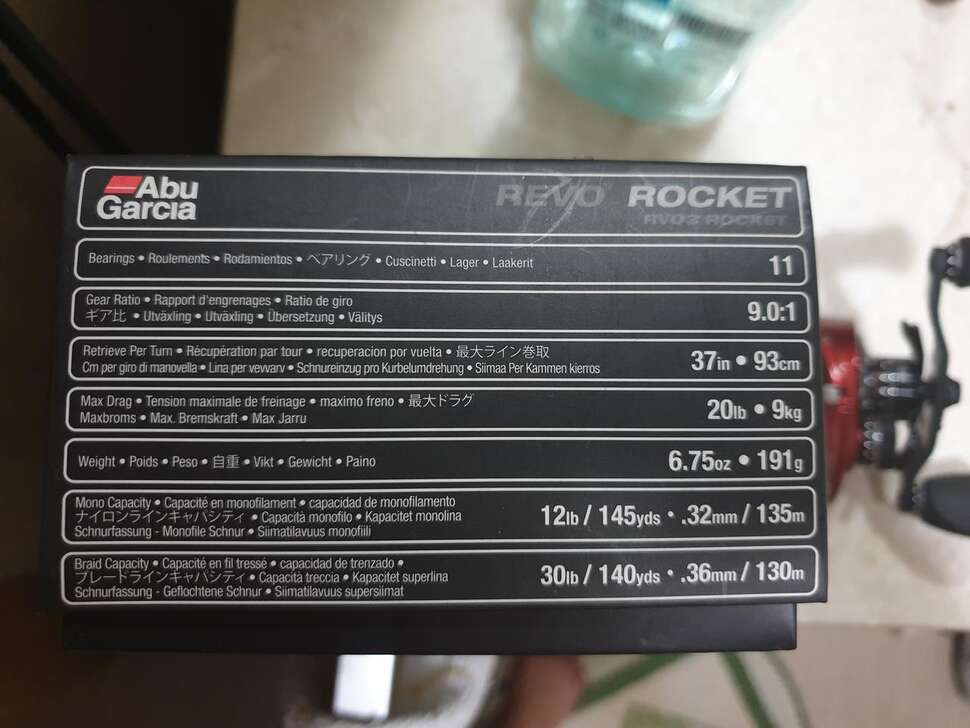 Abu
Garcia
REVO ROCKET
RVO3 ROCKET
Bearings • Roulements • Rodamientos • ベアリング • Cuscinetti • Lager • Laakerit
11
Gear Ratio • Rapport d'engrenages • Ratio de giro
ギア比 • Utväxling • Utväxling • Übersetzung • Välitys
9.0:1
Retrieve Per Turn • Récupération par tour • recuperacion por vuelta • 最大ライン巻取
Cm per giro di manovella • Lina per vevvarv • Schnureinzug pro Kurbelumdrehung • Siimaa Per Kammen kierros
37in • 93cm
Max Drag • Tension maximale de freinage • maximo freno • 最大ドラグ
Maxbroms • Max. Bremskraft • Max Jarru
20lb • 9kg
Weight • Poids • Peso • 自重 • Vikt • Gewicht • Paino
6.75oz • 191g
Mono Capacity • Capacité en monofilament • capacidad de monofilamento
ナイロンラインキャパシティ • Capacità monofilo • Kapacitet monolina
Schnurfassung - Monofile Schnur • Siimatilavuus monofiili
12lb / 145yds • .32mm / 135m
Braid Capacity • Capacité en fil tressé • capacidad de trenzado •
ブレードラインキャパシティ • Capacità treccia • Kapacitet superlina
Schnurfassung - Geflochtene Schnur • Siimatilavuus supersiimat
30lb / 140yds • .36mm / 130m